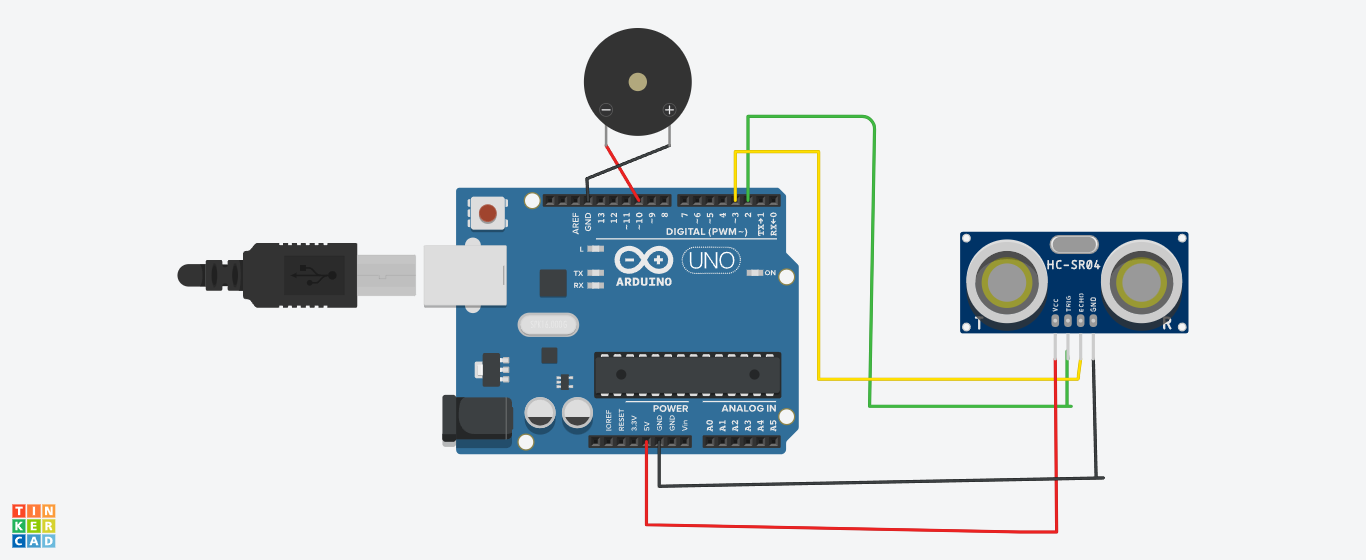 AREF
GND
13
12
~11
~10
~9
8
7
~6
~5
4
~3
2
TX→1
RX←0
DIGITAL (PWM~)
L
TX
RX
ARDUINO
UNO
ON
HC-SR04
VCC
TRIG
ECHO
GND
T
R
POWER
ANALOG IN
IOREF
RESET
3.3V
5V
GND
GND
Vin
A0
A1
A2
A3
A4
A5
TIN
KER
CAD